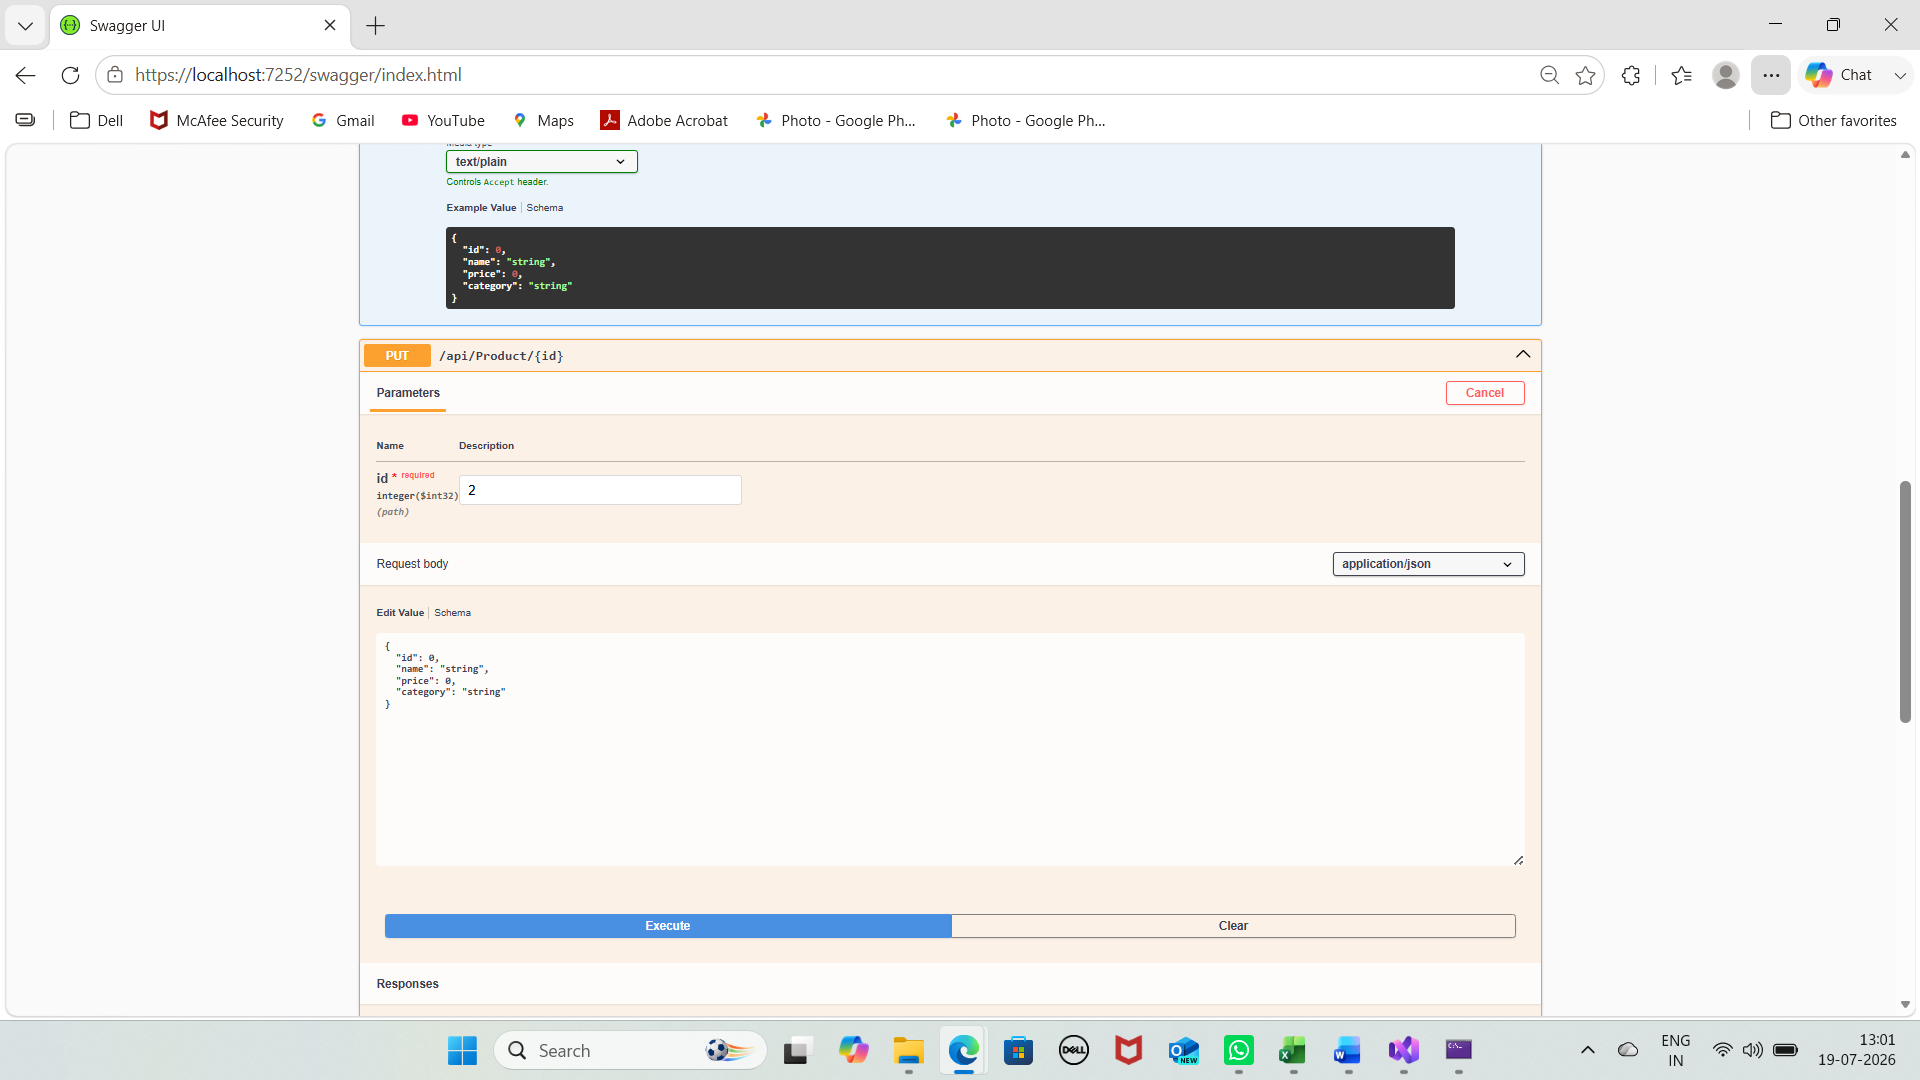 Swagger UI
https://localhost:7252/swagger/index.html
Chat
Dell
McAfee Security
Gmail
YouTube
Maps
Adobe Acrobat
Photo - Google Ph...
Photo - Google Ph...
Other favorites
Media type
text/plain
Controls Accept header.
Example Value
Schema
{
"id": 0,
"name": "string",
"price": 0,
"category": "string"
}
PUT
/api/Product/{id}
Parameters
Cancel
Name
Description
id * required
integer($int32)
(path)
2
Request body
application/json
Edit Value
Schema
{
"id": 0,
"name": "string",
"price": 0,
"category": "string"
}
Execute
Clear
Responses
Search
DELL
NEW
ENG
IN
13:01
19-07-2026